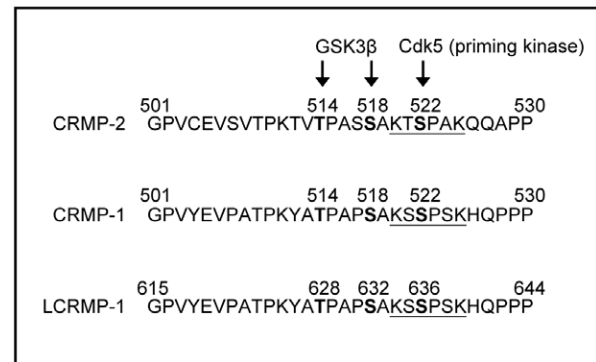 GSK3β Cdk5 (priming kinase)
501 514 518 522 530
CRMP-2 GPVCEVSVTPKTVTPASSAKTSPAKQQAPP
501 514 518 522 530
CRMP-1 GPVYEVPATPKYATPAPSAKSSPSKHQPPP
615 628 632 636 644
LCRMP-1 GPVYEVPATPKYATPAPSAKSSPSKHQPPP